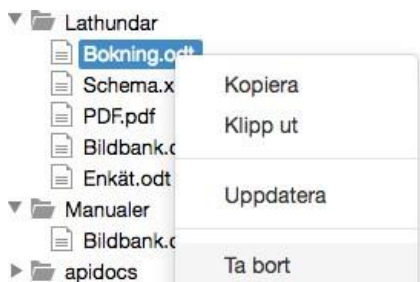 Lathundar
Bokning.odt
Schema.x
PDF.pdf
Bildbank.
Enkät.odt
Manualer
Bildbank.
apidocs
Kopiera
Klipp ut
Uppdatera
Ta bort